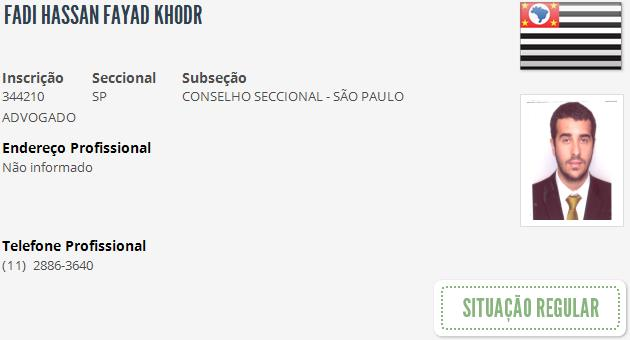 FADI HASSAN FAYAD KHODR
Inscrição Seccional Subseção
344210 SP CONSELHO SECCIONAL - SÃO PAULO
ADVOGADO
Endereço Profissional
Não informado
Telefone Profissional
(11) 2886-3640
SITUAÇÃO REGULAR